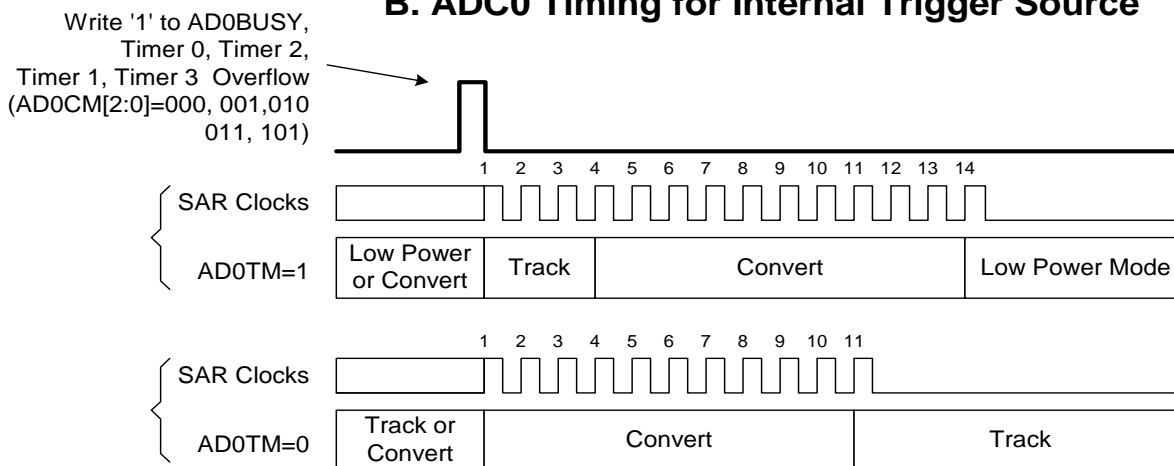 B. ADC0 Timing for Internal Trigger Source
Write '1' to AD0BUSY,
Timer 0, Timer 2,
Timer 1, Timer 3 Overflow
(AD0CM[2:0]=000, 001,010
011, 101)
1 2 3 4 5 6 7 8 9 10 11 12 13 14
SAR Clocks
AD0TM=1
Low Power
or Convert
Track
Convert
Low Power Mode
1 2 3 4 5 6 7 8 9 10 11
SAR Clocks
AD0TM=0
Track or
Convert
Convert
Track